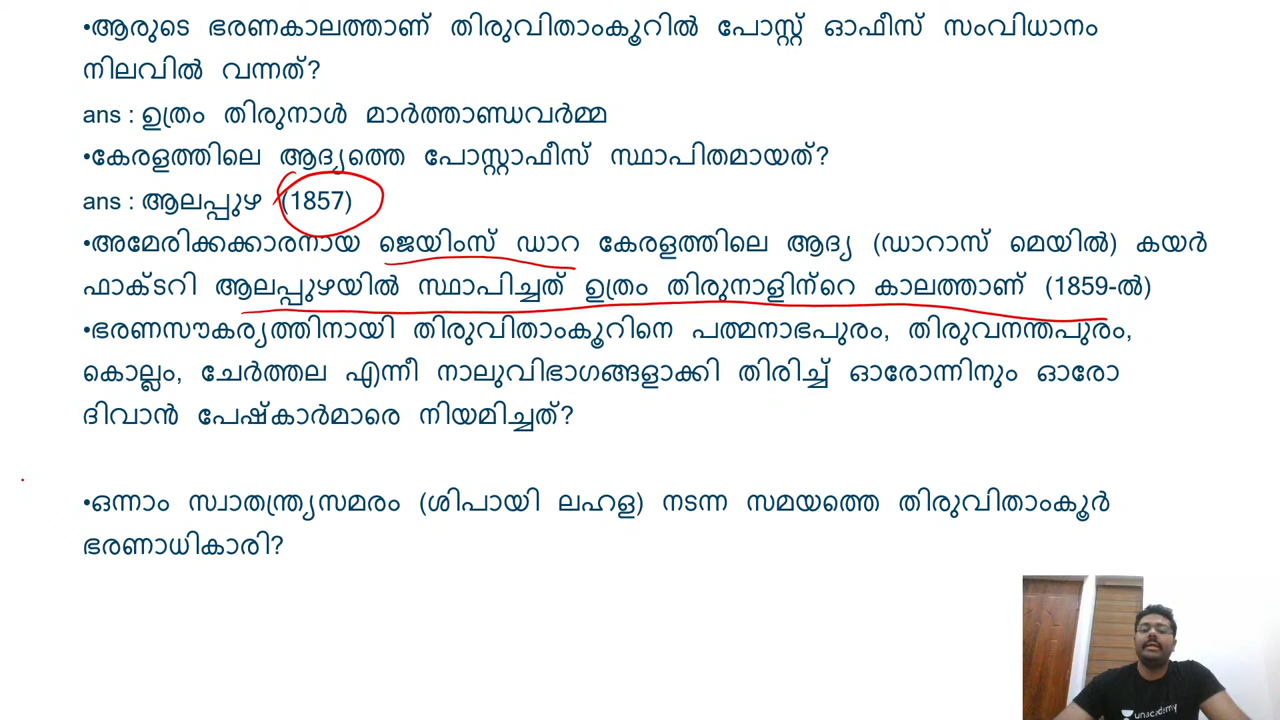 •ആരുടെ ഭരണകാലത്താണ് തിരുവിതാംകൂറിൽ പോസ്റ്റ് ഓഫീസ് സംവിധാനം
നിലവിൽ വന്നത്?
ans : ഉത്രം തിരുനാൾ മാർത്താണ്ഡവർമ്മ
•കേരളത്തിലെ ആദ്യത്തെ പോസ്റ്റാഫീസ് സ്ഥാപിതമായത്?
ans : ആലപ്പുഴ (1857)
•അമേരിക്കക്കാരനായ ജെയിംസ് ഡാറ കേരളത്തിലെ ആദ്യ (ഡാറാസ് മെയിൽ) കയർ
ഫാക്ടറി ആലപ്പുഴയിൽ സ്ഥാപിച്ചത് ഉത്രം തിരുനാളിന്റെ കാലത്താണ് (1859-ൽ)
•ഭരണസൗകര്യത്തിനായി തിരുവിതാംകൂറിനെ പത്മനാഭപുരം, തിരുവനന്തപുരം,
കൊല്ലം, ചേർത്തല എന്നീ നാലുവിഭാഗങ്ങളാക്കി തിരിച്ച് ഓരോന്നിനും ഓരോ
ദിവാൻ പേഷ്കാർമാരെ നിയമിച്ചത്?
•ഒന്നാം സ്വാതന്ത്ര്യസമരം (ശിപായി ലഹള) നടന്ന സമയത്തെ തിരുവിതാംകൂർ
ഭരണാധികാരി?
unacademy